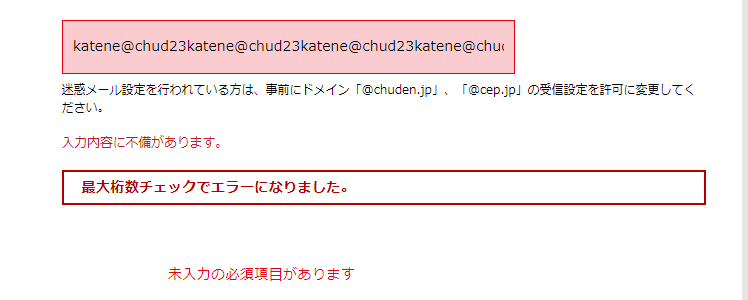 katene@chud23katene@chud23katene@chud23katene@chud
迷惑メール設定を行われている方は、事前にドメイン「@chuden.jp」、「@cep.jp」の受信設定を許可に変更してく
ださい。
入力内容に不備があります。
最大桁数チェックでエラーになりました。
未入力の必須項目があります